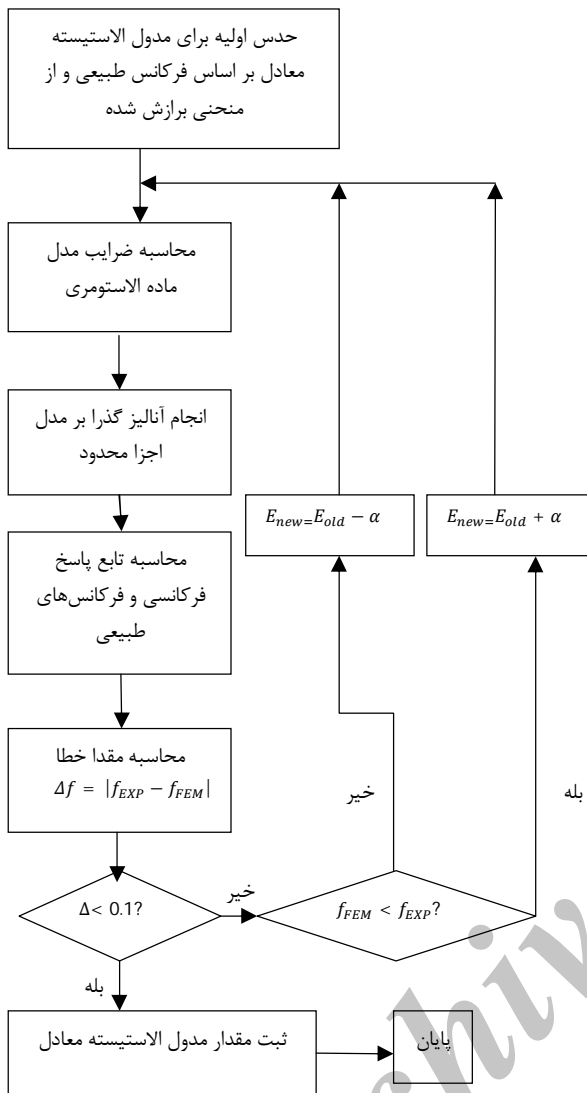 حدس اولیه برای مدول الاستیسته
معادل بر اساس فرکانس طبیعی و از
منحنی برازش شده
محاسبه ضرایب مدل
ماده الاستومری
انجام آنالیز گذرا بر مدل
اجزا محدود
E_new=E_old − α
E_new=E_old + α
محاسبه تابع پاسخ
فرکانسی و فرکانس‌های
طبیعی
محاسبه مقدا خطا
Δf = |f_EXP − f_FEM|
خیر
بله
Δ< 0.1?
خیر
f_FEM < f_EXP?
بله
ثبت مقدار مدول الاستیسته معادل
پایان